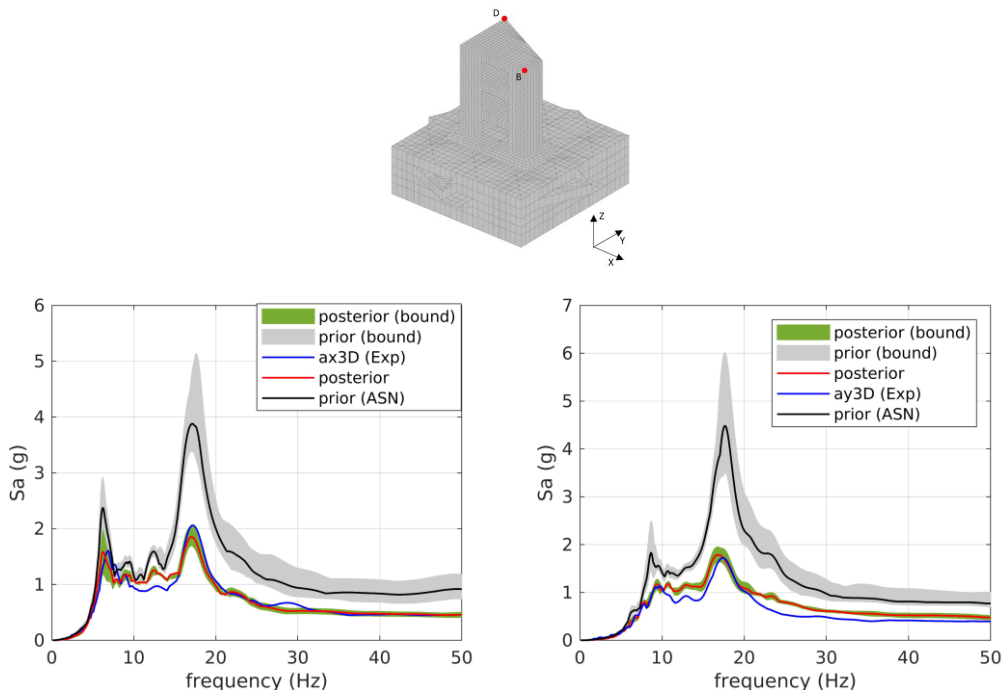 D
B
Z
Y
X
6
5
4
3
2
1
0
Sa (g)
posterior (bound)
prior (bound)
ax3D (Exp)
posterior
prior (ASN)
0 10 20 30 40 50
frequency (Hz)
7
6
5
4
3
2
1
0
Sa (g)
posterior (bound)
prior (bound)
posterior
ay3D (Exp)
prior (ASN)
0 10 20 30 40 50
frequency (Hz)